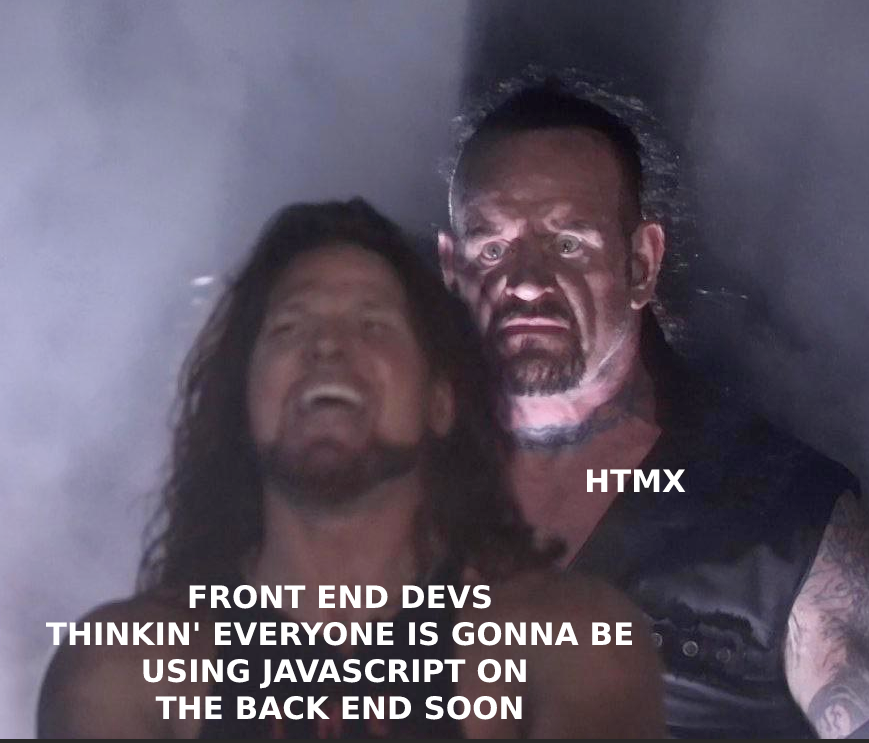 HTMX
FRONT END DEVS
THINKIN' EVERYONE IS GONNA BE
USING JAVASCRIPT ON
THE BACK END SOON